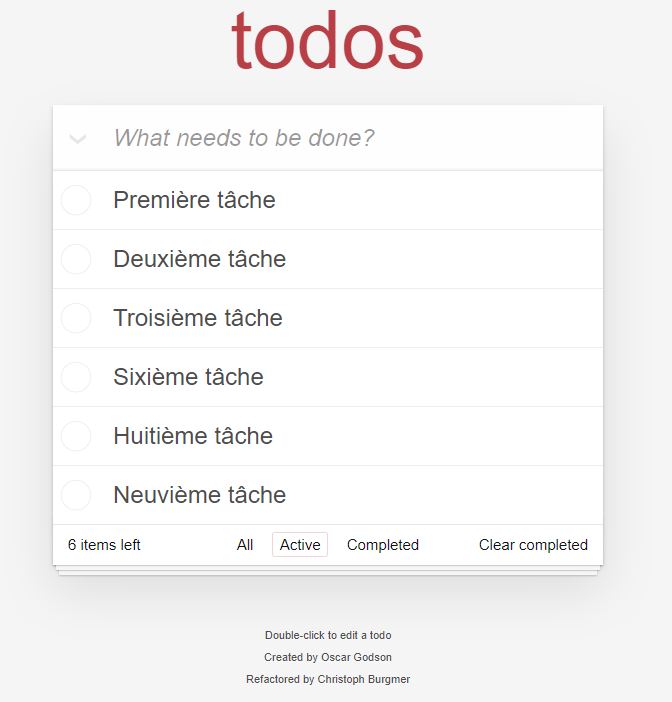 todos
What needs to be done?
Première tâche
Deuxième tâche
Troisième tâche
Sixième tâche
Huitième tâche
Neuvième tâche
6 items left All Active Completed Clear completed
Double-click to edit a todo
Created by Oscar Godson
Refactored by Christoph Burgmer